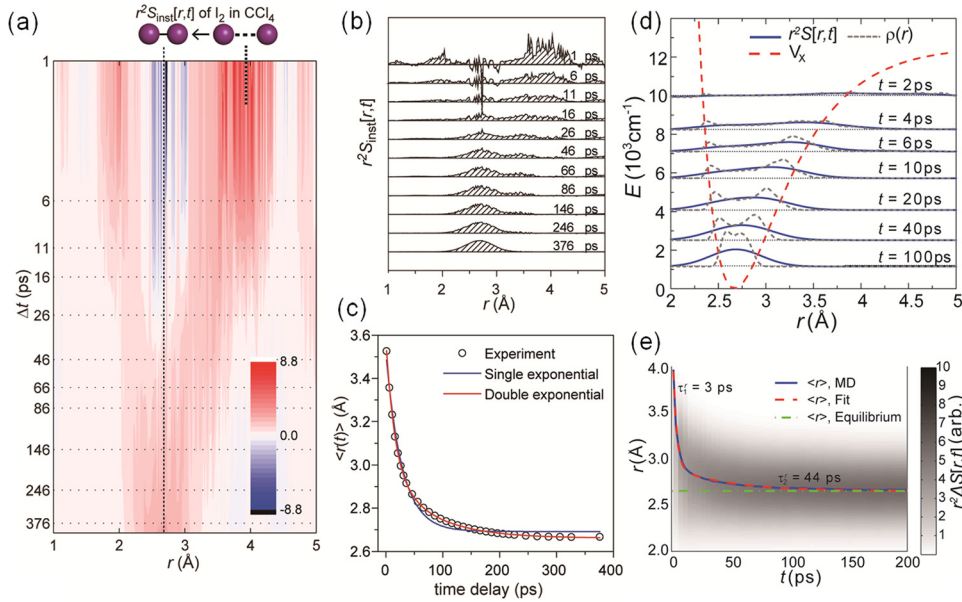 (a)
r²S_inst[r,t] of I₂ in CCl₄
1
6
11
16
26
46
66
86
146
246
376
Δt (ps)
8.8
0.0
-8.8
1 2 3 4 5
r (Å)
(b)
r²S_inst[r,t]
1 ps
6 ps
11 ps
16 ps
26 ps
46 ps
66 ps
86 ps
146 ps
246 ps
376 ps
1 2 3 4 5
r (Å)
(c)
<r(t)> (Å)
3.6
3.4
3.2
3.0
2.8
2.6
Experiment
Single exponential
Double exponential
0 100 200 300 400
time delay (ps)
(d)
r²S[r,t]
ρ(r)
Vₓ
E (10³cm⁻¹)
12
10
8
6
4
2
0
t = 2ps
t = 4ps
t = 6ps
t = 10ps
t = 20ps
t = 40ps
t = 100ps
2 2.5 3 3.5 4 4.5 5
r (Å)
(e)
r(Å)
4.0
3.5
3.0
2.5
2.0
τ₁ʳ = 3 ps
<r>, MD
<r>, Fit
<r>, Equilibrium
τ₂ʳ = 44 ps
0 50 100 150 200
t (ps)
10
9
8
7
6
5
4
3
2
1
0
r²ΔS[r,t] (arb.)